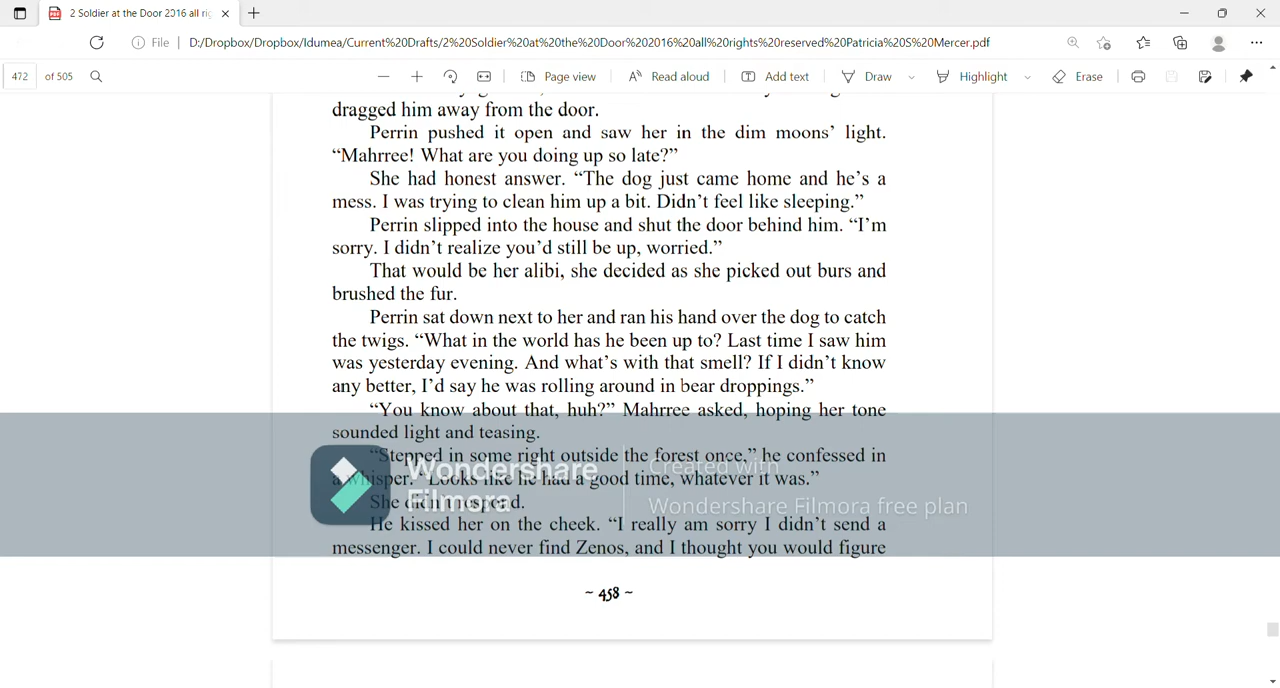 2 Soldier at the Door 2016 all ri
File
D:/Dropbox/Dropbox/Idumea/Current%20Drafts/2%20Soldier%20at%20the%20Door%202016%20all%20rights%20reserved%20Patricia%20S%20Mercer.pdf
472 of 505
Page view
Read aloud
Add text
Draw
Highlight
Erase
dragged him away from the door.
Perrin pushed it open and saw her in the dim moons’ light.
“Mahrree! What are you doing up so late?”
She had honest answer. “The dog just came home and he’s a
mess. I was trying to clean him up a bit. Didn’t feel like sleeping.”
Perrin slipped into the house and shut the door behind him. “I’m
sorry. I didn’t realize you’d still be up, worried.”
That would be her alibi, she decided as she picked out burs and
brushed the fur.
Perrin sat down next to her and ran his hand over the dog to catch
the twigs. “What in the world has he been up to? Last time I saw him
was yesterday evening. And what’s with that smell? If I didn’t know
any better, I’d say he was rolling around in bear droppings.”
“You know about that, huh?” Mahrree asked, hoping her tone
sounded light and teasing.
“Stepped in some right outside the forest once,” he confessed in
a whisper. “Looks like he had a good time, whatever it was.”
She didn’t respond.
He kissed her on the cheek. “I really am sorry I didn’t send a
messenger. I could never find Zenos, and I thought you would figure
Wondershare
Filmora
Created with
Wondershare Filmora free plan
~ 458 ~